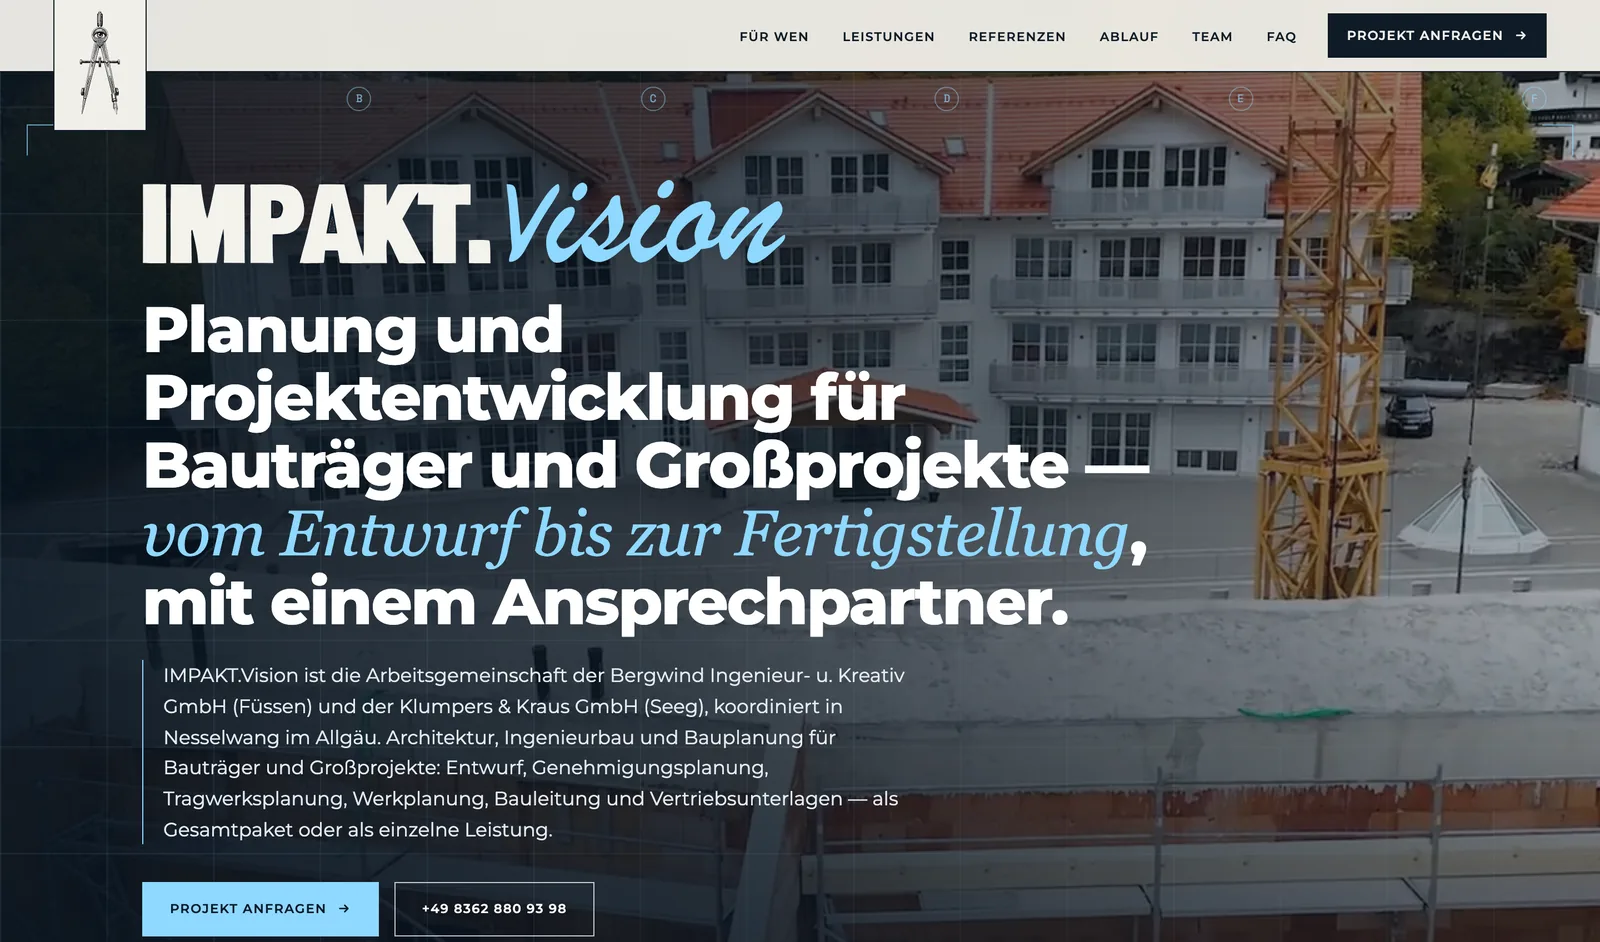 FÜR WEN
LEISTUNGEN
REFERENZEN
ABLAUF
TEAM
FAQ
PROJEKT ANFRAGEN →
B
C
D
E
F
IMPAKT.Vision
Planung und
Projektentwicklung für
Bauträger und Großprojekte —
vom Entwurf bis zur Fertigstellung,
mit einem Ansprechpartner.
IMPAKT.Vision ist die Arbeitsgemeinschaft der Bergwind Ingenieur- u. Kreativ
GmbH (Füssen) und der Klumpers & Kraus GmbH (Seeg), koordiniert in
Nesselwang im Allgäu. Architektur, Ingenieurbau und Bauplanung für
Bauträger und Großprojekte: Entwurf, Genehmigungsplanung,
Tragwerksplanung, Werkplanung, Bauleitung und Vertriebsunterlagen — als
Gesamtpaket oder als einzelne Leistung.
PROJEKT ANFRAGEN →
+49 8362 880 93 98